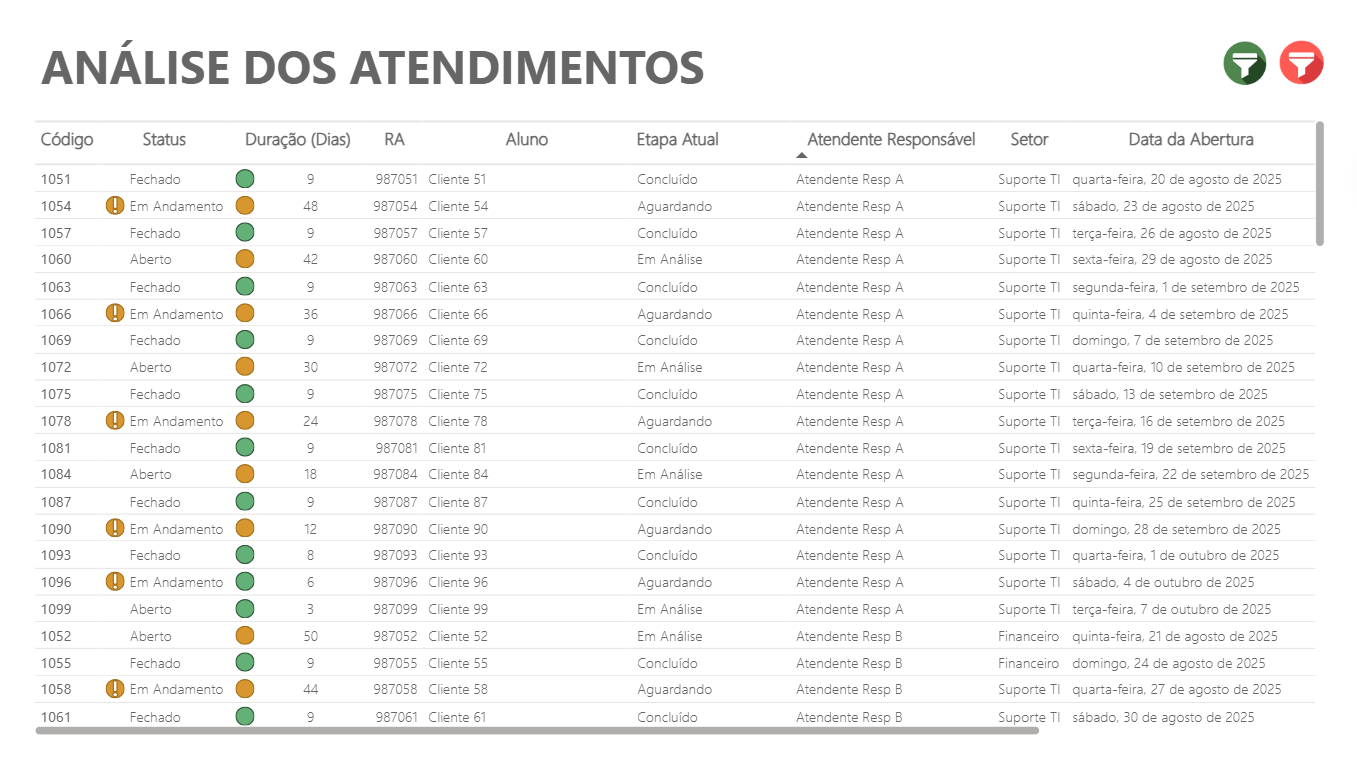 ANÁLISE DOS ATENDIMENTOS
Código Status Duração (Dias) RA Aluno Etapa Atual Atendente Responsável Setor Data da Abertura
1051 Fechado 9 987051 Cliente 51 Concluído Atendente Resp A Suporte TI quarta-feira, 20 de agosto de 2025
1054 Em Andamento 48 987054 Cliente 54 Aguardando Atendente Resp A Suporte TI sábado, 23 de agosto de 2025
1057 Fechado 9 987057 Cliente 57 Concluído Atendente Resp A Suporte TI terça-feira, 26 de agosto de 2025
1060 Aberto 42 987060 Cliente 60 Em Análise Atendente Resp A Suporte TI sexta-feira, 29 de agosto de 2025
1063 Fechado 9 987063 Cliente 63 Concluído Atendente Resp A Suporte TI segunda-feira, 1 de setembro de 2025
1066 Em Andamento 36 987066 Cliente 66 Aguardando Atendente Resp A Suporte TI quinta-feira, 4 de setembro de 2025
1069 Fechado 9 987069 Cliente 69 Concluído Atendente Resp A Suporte TI domingo, 7 de setembro de 2025
1072 Aberto 30 987072 Cliente 72 Em Análise Atendente Resp A Suporte TI quarta-feira, 10 de setembro de 2025
1075 Fechado 9 987075 Cliente 75 Concluído Atendente Resp A Suporte TI sábado, 13 de setembro de 2025
1078 Em Andamento 24 987078 Cliente 78 Aguardando Atendente Resp A Suporte TI terça-feira, 16 de setembro de 2025
1081 Fechado 9 987081 Cliente 81 Concluído Atendente Resp A Suporte TI sexta-feira, 19 de setembro de 2025
1084 Aberto 18 987084 Cliente 84 Em Análise Atendente Resp A Suporte TI segunda-feira, 22 de setembro de 2025
1087 Fechado 9 987087 Cliente 87 Concluído Atendente Resp A Suporte TI quinta-feira, 25 de setembro de 2025
1090 Em Andamento 12 987090 Cliente 90 Aguardando Atendente Resp A Suporte TI domingo, 28 de setembro de 2025
1093 Fechado 8 987093 Cliente 93 Concluído Atendente Resp A Suporte TI quarta-feira, 1 de outubro de 2025
1096 Em Andamento 6 987096 Cliente 96 Aguardando Atendente Resp A Suporte TI sábado, 4 de outubro de 2025
1099 Aberto 3 987099 Cliente 99 Em Análise Atendente Resp A Suporte TI terça-feira, 7 de outubro de 2025
1052 Aberto 50 987052 Cliente 52 Em Análise Atendente Resp B Financeiro quinta-feira, 21 de agosto de 2025
1055 Fechado 9 987055 Cliente 55 Concluído Atendente Resp B Financeiro domingo, 24 de agosto de 2025
1058 Em Andamento 44 987058 Cliente 58 Aguardando Atendente Resp B Suporte TI quarta-feira, 27 de agosto de 2025
1061 Fechado 9 987061 Cliente 61 Concluído Atendente Resp B Suporte TI sábado, 30 de agosto de 2025